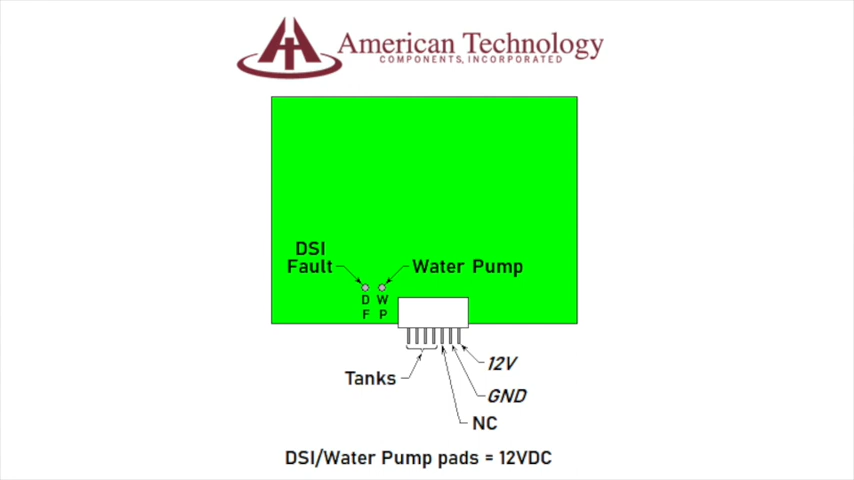 American Technology
COMPONENTS, INCORPORATED
DSI
Fault
Water Pump
D W
F P
Tanks
12V
GND
NC
DSI/Water Pump pads = 12VDC